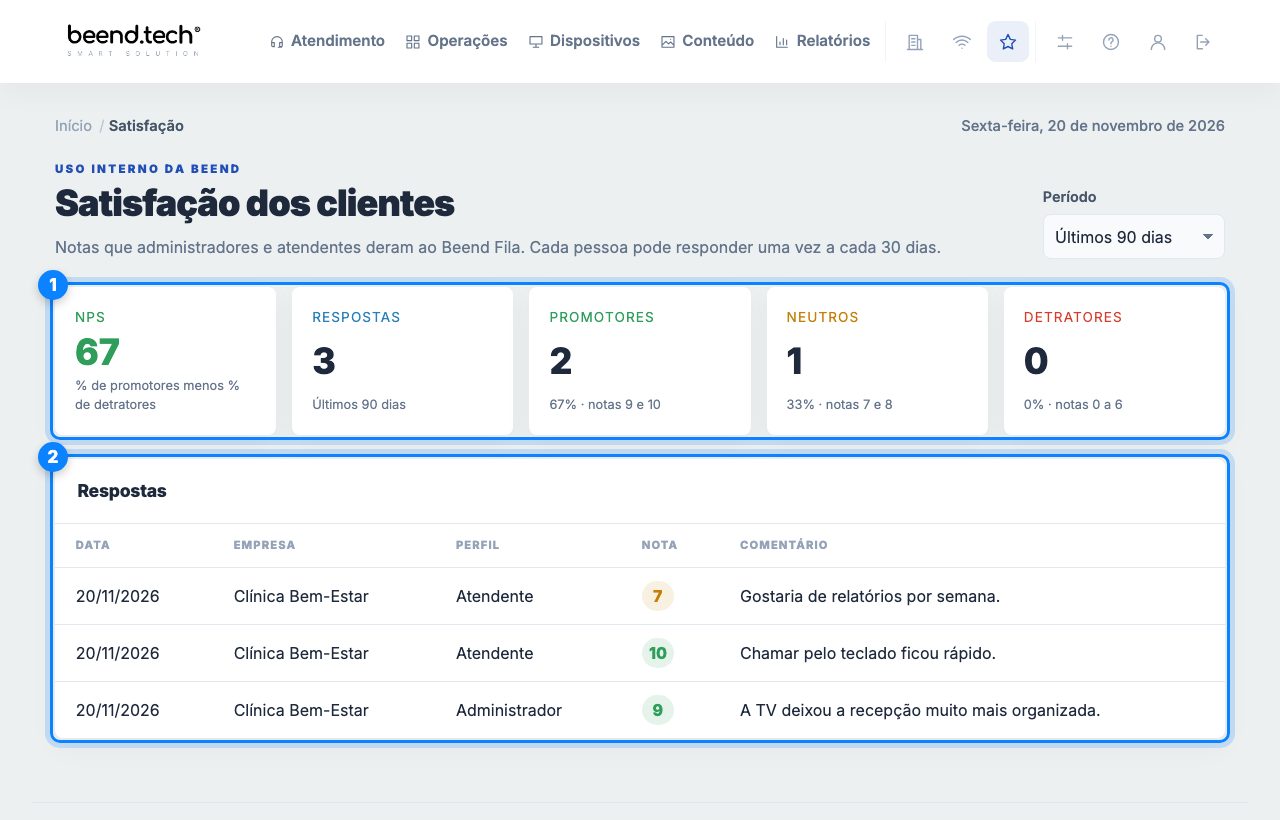 beend.tech®
SMART SOLUTION
Atendimento
Operações
Dispositivos
Conteúdo
Relatórios
Início / Satisfação
Sexta-feira, 20 de novembro de 2026
USO INTERNO DA BEEND
Satisfação dos clientes
Notas que administradores e atendentes deram ao Beend Fila. Cada pessoa pode responder uma vez a cada 30 dias.
Período
Últimos 90 dias
1
NPS
67
% de promotores menos %
de detratores
RESPOSTAS
3
Últimos 90 dias
PROMOTORES
2
67% · notas 9 e 10
NEUTROS
1
33% · notas 7 e 8
DETRATORES
0
0% · notas 0 a 6
2
Respostas
DATA EMPRESA PERFIL NOTA COMENTÁRIO
20/11/2026 Clínica Bem-Estar Atendente 7 Gostaria de relatórios por semana.
20/11/2026 Clínica Bem-Estar Atendente 10 Chamar pelo teclado ficou rápido.
20/11/2026 Clínica Bem-Estar Administrador 9 A TV deixou a recepção muito mais organizada.